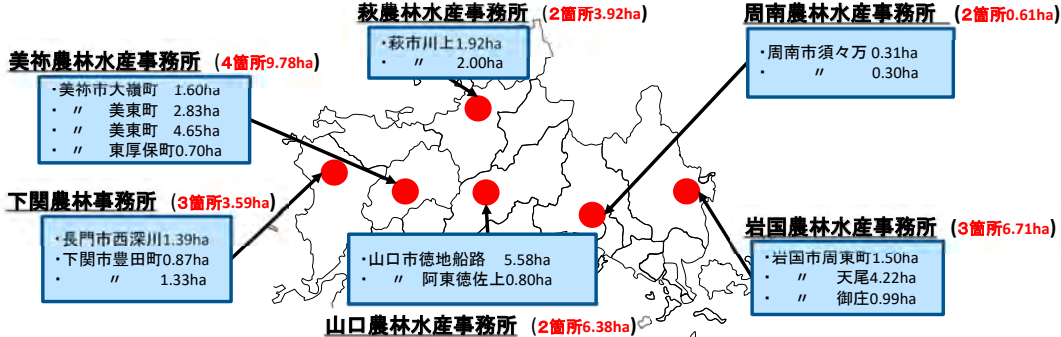 萩農林水産事務所 (2箇所3.92ha)
・萩市川上1.92ha
・ 〃 2.00ha
周南農林水産事務所 (2箇所0.61ha)
・周南市須々万 0.31ha
・ 〃 0.30ha
美祢農林水産事務所 (4箇所9.78ha)
・美祢市大嶺町 1.60ha
・ 〃 美東町 2.83ha
・ 〃 美東町 4.65ha
・ 〃 東厚保町0.70ha
下関農林事務所 (3箇所3.59ha)
・長門市西深川1.39ha
・下関市豊田町0.87ha
・ 〃 1.33ha
・山口市徳地船路 5.58ha
・ 〃 阿東徳佐上0.80ha
山口農林水産事務所 (2箇所6.38ha)
岩国農林水産事務所 (3箇所6.71ha)
・岩国市周東町1.50ha
・ 〃 天尾4.22ha
・ 〃 御庄0.99ha